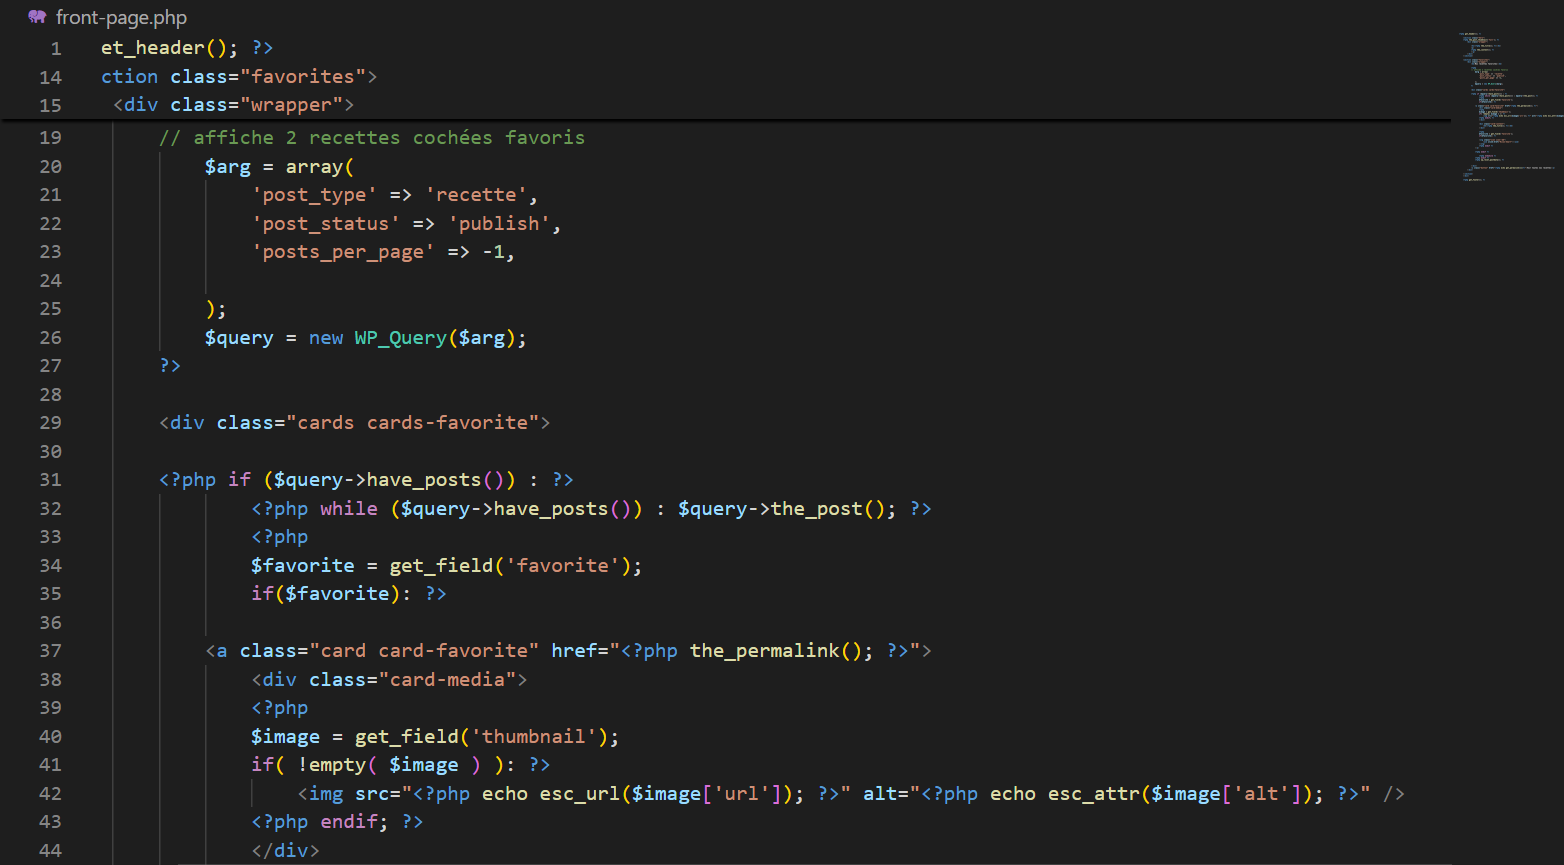 front-page.php
1 et_header(); ?>
14 ction class="favorites">
15 <div class="wrapper">
19 // affiche 2 recettes cochées favoris
20 $arg = array(
21 'post_type' => 'recette',
22 'post_status' => 'publish',
23 'posts_per_page' => -1,
24
25 );
26 $query = new WP_Query($arg);
27 ?>
28
29 <div class="cards cards-favorite">
30
31 <?php if ($query->have_posts()) : ?>
32 <?php while ($query->have_posts()) : $query->the_post(); ?>
33 <?php
34 $favorite = get_field('favorite');
35 if($favorite): ?>
36
37 <a class="card card-favorite" href="<?php the_permalink(); ?>">
38 <div class="card-media">
39 <?php
40 $image = get_field('thumbnail');
41 if( !empty( $image ) ): ?>
42 <img src="<?php echo esc_url($image['url']); ?>" alt="<?php echo esc_attr($image['alt']); ?>" />
43 <?php endif; ?>
44 </div>